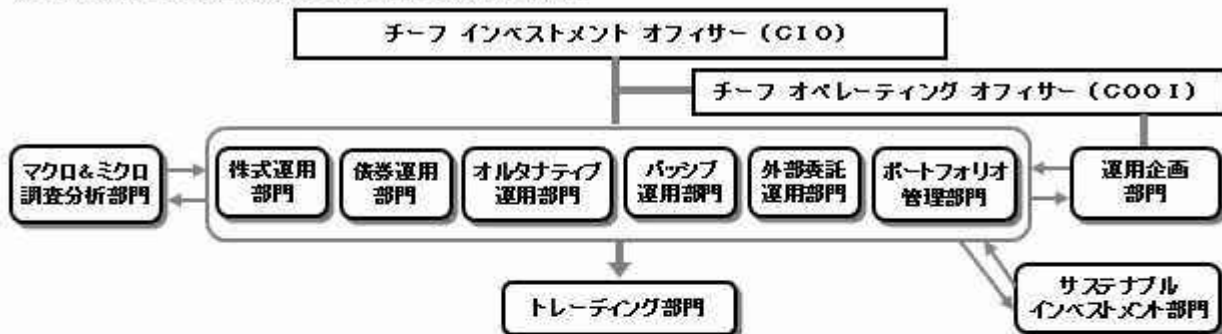 チーフ インベストメント オフィサー（ＣＩＯ）
チーフ オペレーティング オフィサー（ＣＯＯＩ）
マクロ&ミクロ
調査分析部門
株式運用
部門
債券運用
部門
オルタナティブ
運用部門
パッシブ
運用部門
外部委託
運用部門
ポートフォリオ
管理部門
運用企画
部門
トレーディング部門
サステナブル
インベストメント部門